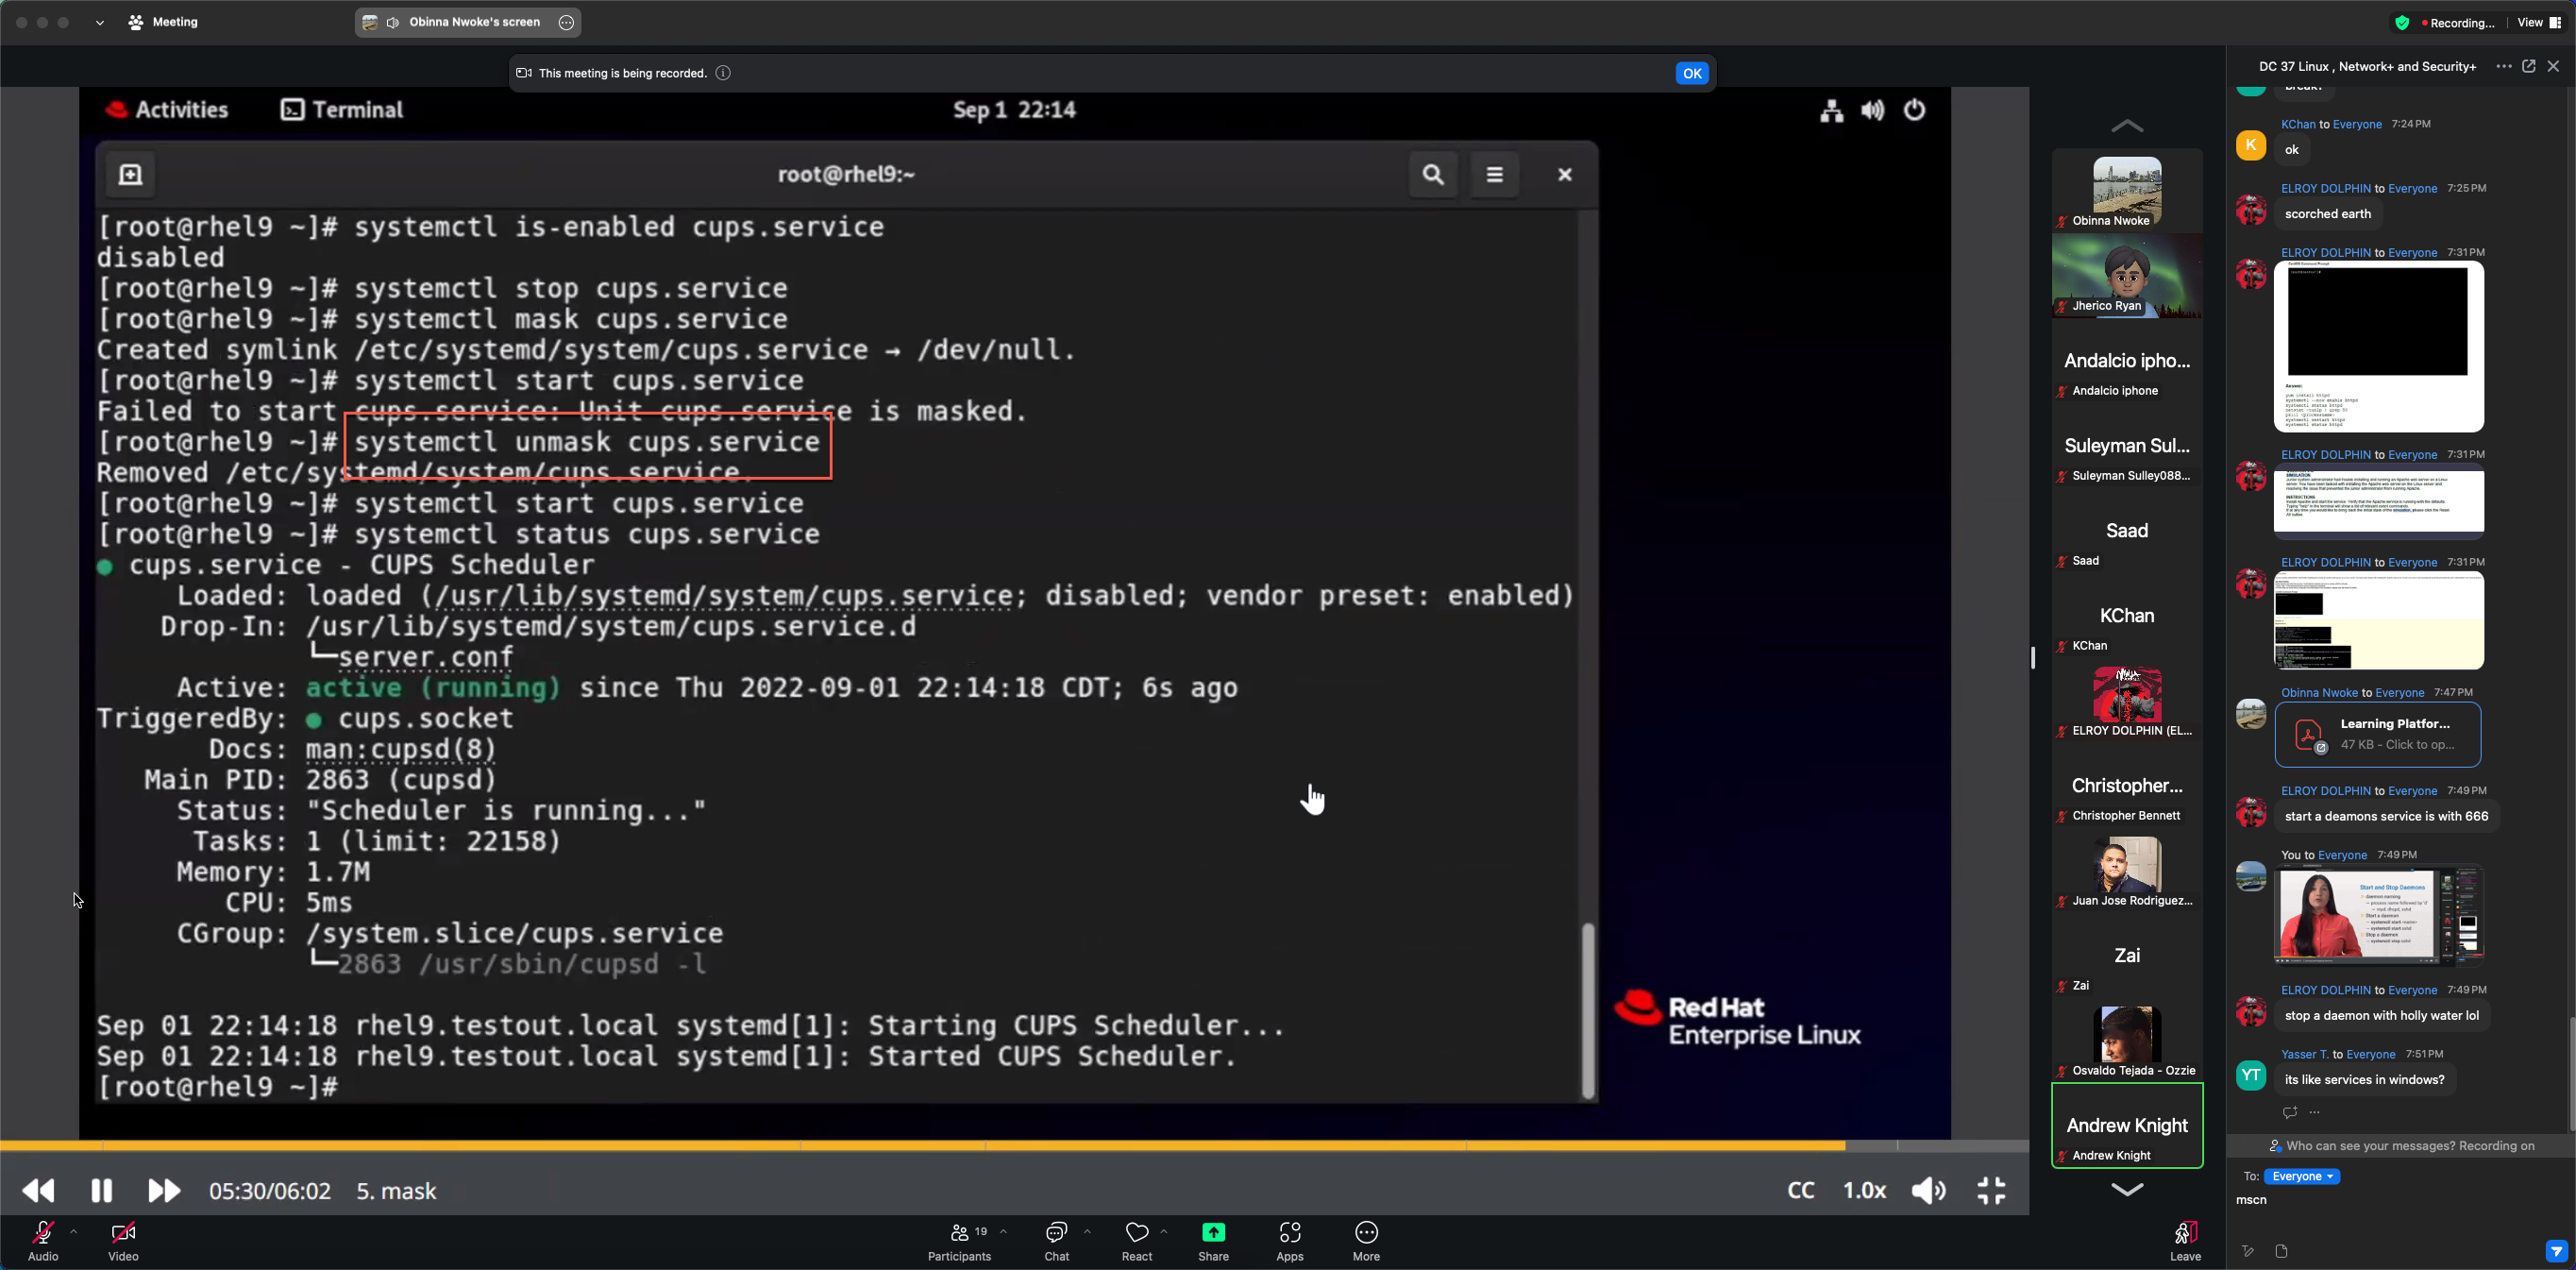 Meeting
Obinna Nwoke's screen
Recording...
View
This meeting is being recorded.
OK
Activities
Terminal
Sep 1 22:14
root@rhel9:~
[root@rhel9 ~]# systemctl is-enabled cups.service
disabled
[root@rhel9 ~]# systemctl stop cups.service
[root@rhel9 ~]# systemctl mask cups.service
Created symlink /etc/systemd/system/cups.service → /dev/null.
[root@rhel9 ~]# systemctl start cups.service
Failed to start cups.service: Unit cups.service is masked.
[root@rhel9 ~]# systemctl unmask cups.service
Removed /etc/systemd/system/cups.service.
[root@rhel9 ~]# systemctl start cups.service
[root@rhel9 ~]# systemctl status cups.service
● cups.service - CUPS Scheduler
Loaded: loaded (/usr/lib/systemd/system/cups.service; disabled; vendor preset: enabled)
Drop-In: /usr/lib/systemd/system/cups.service.d
└─server.conf
Active: active (running) since Thu 2022-09-01 22:14:18 CDT; 6s ago
TriggeredBy: ● cups.socket
Docs: man:cupsd(8)
Main PID: 2863 (cupsd)
Status: "Scheduler is running..."
Tasks: 1 (limit: 22158)
Memory: 1.7M
CPU: 5ms
CGroup: /system.slice/cups.service
└─2863 /usr/sbin/cupsd -l
Sep 01 22:14:18 rhel9.testout.local systemd[1]: Starting CUPS Scheduler...
Sep 01 22:14:18 rhel9.testout.local systemd[1]: Started CUPS Scheduler.
[root@rhel9 ~]#
Red Hat
Enterprise Linux
05:30/06:02
5. mask
CC
1.0x
Audio
Video
Participants
19
Chat
React
Share
Apps
More
Leave
Obinna Nwoke
Jherico Ryan
Andalcio ipho...
Andalcio iphone
Suleyman Sul...
Suleyman Sulley088...
Saad
Saad
KChan
KChan
ELROY DOLPHIN (EL...
Christopher...
Christopher Bennett
Juan Jose Rodriguez...
Zai
Zai
Osvaldo Tejada - Ozzie
Andrew Knight
Andrew Knight
DC 37 Linux , Network+ and Security+
break?
KChan to Everyone 7:24 PM
K
ok
ELROY DOLPHIN to Everyone 7:25 PM
scorched earth
ELROY DOLPHIN to Everyone 7:31 PM
Answer:
ELROY DOLPHIN to Everyone 7:31 PM
SIMULATION
INSTRUCTIONS
ELROY DOLPHIN to Everyone 7:31 PM
Obinna Nwoke to Everyone 7:47 PM
Learning Platfor...
47 KB - Click to op...
ELROY DOLPHIN to Everyone 7:49 PM
start a deamons service is with 666
You to Everyone 7:49 PM
Start and Stop Daemons
ELROY DOLPHIN to Everyone 7:49 PM
stop a daemon with holly water lol
Yasser T. to Everyone 7:51 PM
YT
its like services in windows?
Who can see your messages? Recording on
To: Everyone
mscn